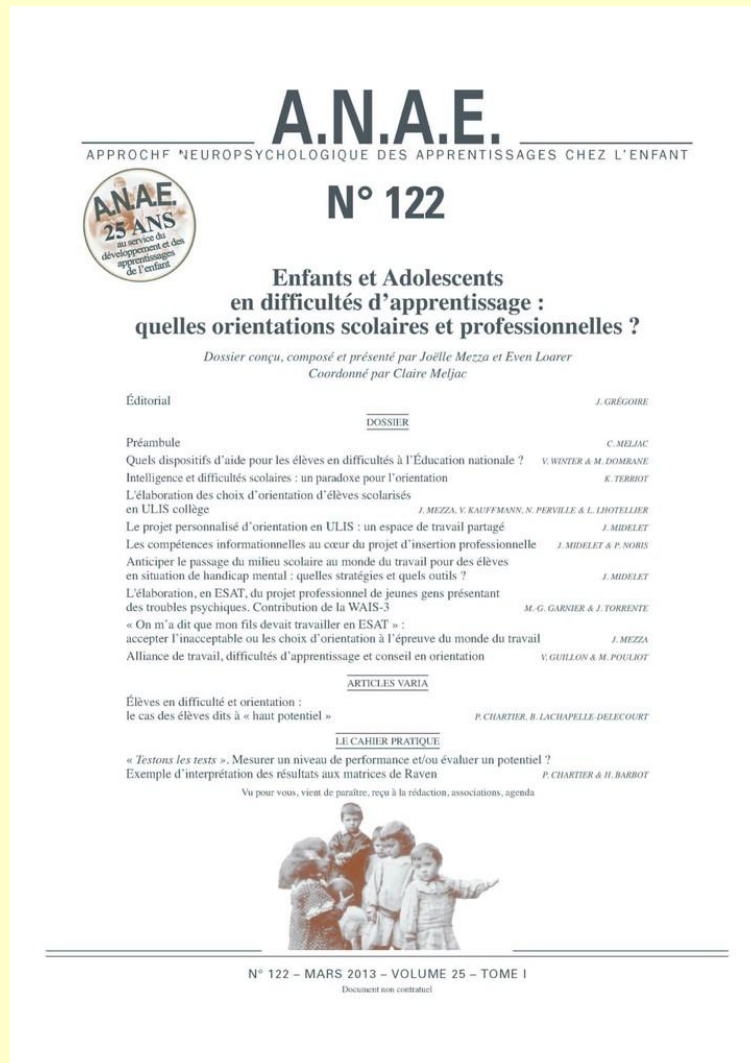 A.N.A.E.
APPROCHE NEUROPSYCHOLOGIQUE DES APPRENTISSAGES CHEZ L'ENFANT
A.N.A.E.
25 ANS
au service du
développement et des
apprentissages
de l'enfant
N° 122
Enfants et Adolescents
en difficultés d'apprentissage :
quelles orientations scolaires et professionnelles ?
Dossier conçu, composé et présenté par Joëlle Mezza et Even Loarer
Coordonné par Claire Meljac
Éditorial J. GRÉGOIRE
DOSSIER
Préambule C. MELJAC
Quels dispositifs d'aide pour les élèves en difficultés à l'Éducation nationale ? V. WINTER & M. DOMRANE
Intelligence et difficultés scolaires : un paradoxe pour l'orientation K. TERRIOT
L'élaboration des choix d'orientation d'élèves scolarisés
en ULIS collège J. MEZZA, V. KAUFFMANN, N. PERVILLE & L. LHOTELLIER
Le projet personnalisé d'orientation en ULIS : un espace de travail partagé J. MIDELET
Les compétences informationnelles au cœur du projet d'insertion professionnelle J. MIDELET & P. NOBIS
Anticiper le passage du milieu scolaire au monde du travail pour des élèves
en situation de handicap mental : quelles stratégies et quels outils ? J. MIDELET
L'élaboration, en ESAT, du projet professionnel de jeunes gens présentant
des troubles psychiques. Contribution de la WAIS-3 M.-G. GARNIER & J. TORRENTE
« On m'a dit que mon fils devait travailler en ESAT » :
accepter l'inacceptable ou les choix d'orientation à l'épreuve du monde du travail J. MEZZA
Alliance de travail, difficultés d'apprentissage et conseil en orientation V. GUILLON & M. POULIOT
ARTICLES VARIA
Élèves en difficulté et orientation :
le cas des élèves dits à « haut potentiel » P. CHARTIER, B. LACHAPELLE-DELECOURT
LE CAHIER PRATIQUE
« Testons les tests ». Mesurer un niveau de performance et/ou évaluer un potentiel ?
Exemple d'interprétation des résultats aux matrices de Raven P. CHARTIER & H. BARBOT
Vu pour vous, vient de paraître, reçu à la rédaction, associations, agenda
N° 122 – MARS 2013 – VOLUME 25 – TOME I
Document non contratuel